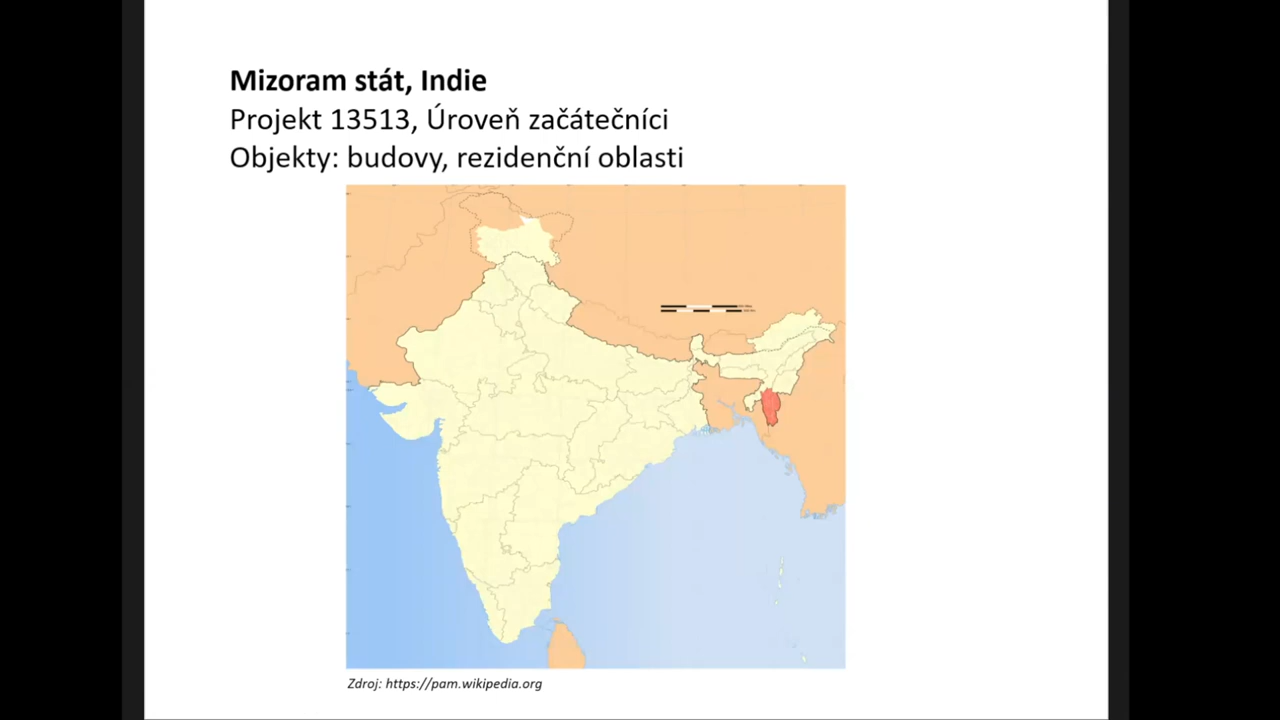 Mizoram stát, Indie
Projekt 13513, Úroveň začátečníci
Objekty: budovy, rezidenční oblasti
Zdroj: https://pam.wikipedia.org